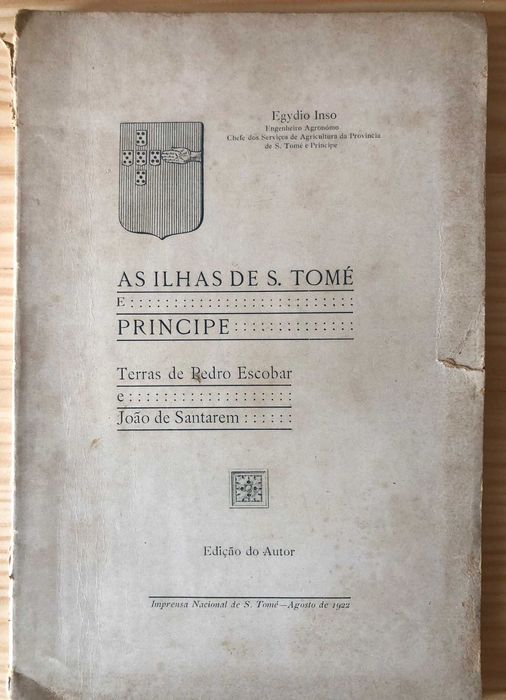 Egydio Inso
Engenheiro Agronómo
Chefe dos Serviços de Agricultura da Provincia
de S. Tomé e Principe
AS ILHAS DE S. TOMÉ
E : : : : : : : : : : : : : : : : : : : : : : : : : :
PRINCIPE : : : : : : : : : : : : : :
Terras de Pedro Escobar
e : : : : : : : : : : : : : : : : : : :
João de Santarem : : : : : :
Edição do Autor
Imprensa Nacional de S. Tomé—Agosto de 1922